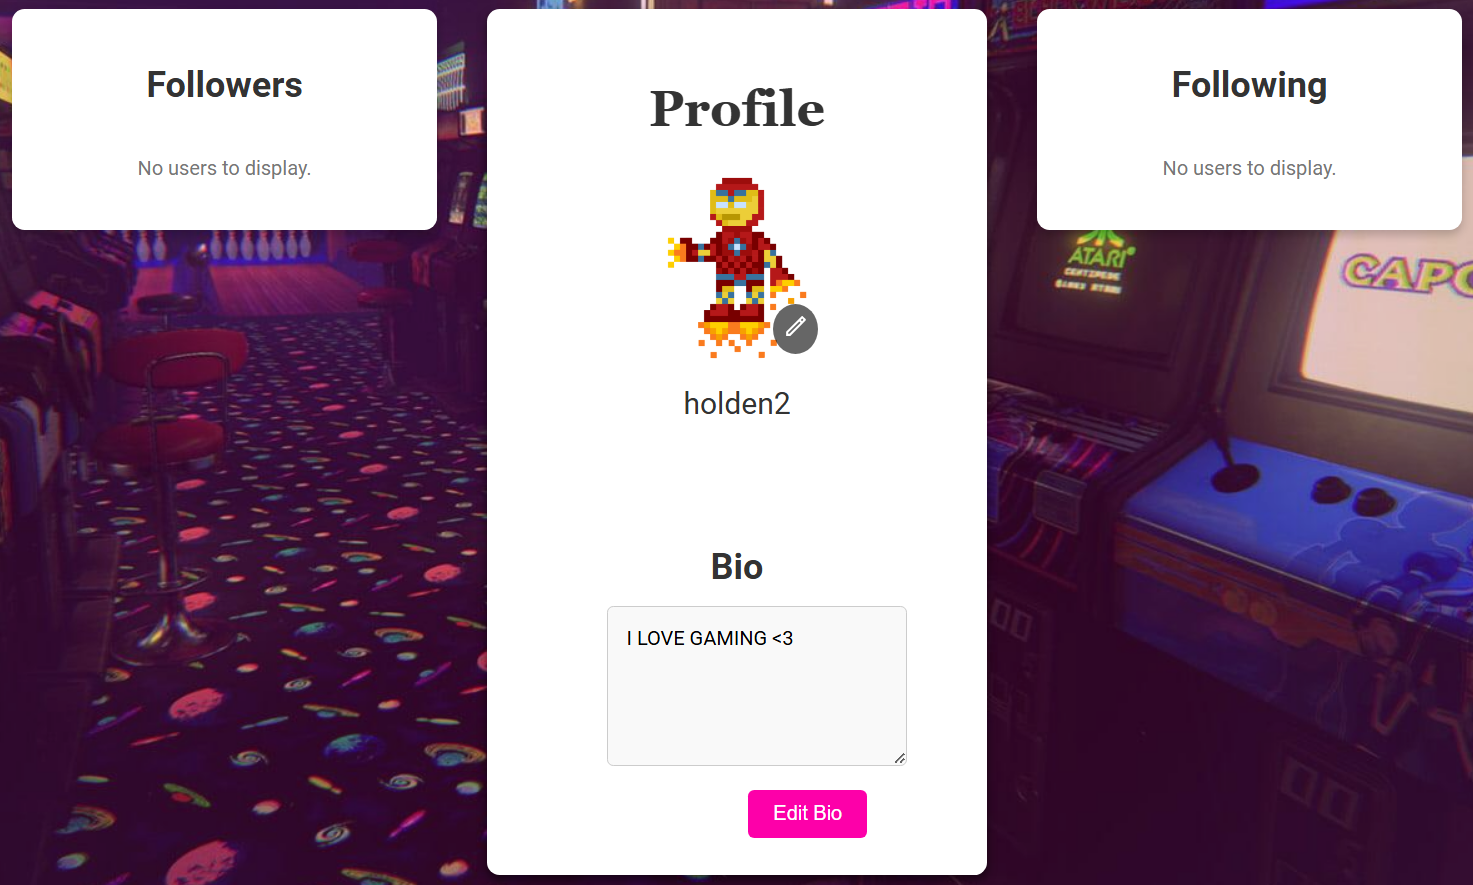 Followers
No users to display.
Profile
holden2
Bio
I LOVE GAMING <3
Edit Bio
Following
No users to display.
ATARI
CENTIPEDE
CAPC